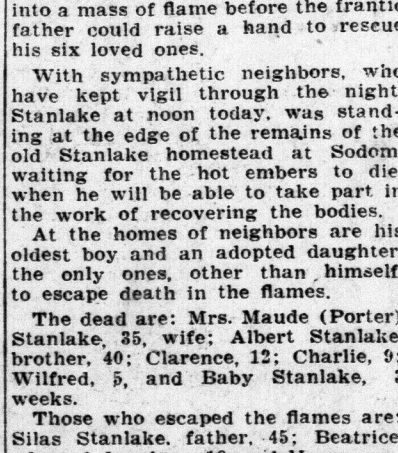 into a mass of flame before the frantic
father could raise a hand to rescue
his six loved ones.
With sympathetic neighbors, who
have kept vigil through the night
Stanlake at noon today, was stand-
ing at the edge of the remains of the
old Stanlake homestead at Sodom
waiting for the hot embers to die
when he will be able to take part in
the work of recovering the bodies.
At the homes of neighbors are his
oldest boy and an adopted daughter
the only ones, other than himself
to escape death in the flames.
The dead are: Mrs. Maude (Porter)
Stanlake, 35, wife; Albert Stanlake
brother, 40; Clarence, 12; Charlie, 9;
Wilfred, 5, and Baby Stanlake,
weeks.
Those who escaped the flames are:
Silas Stanlake, father, 45; Beatrice